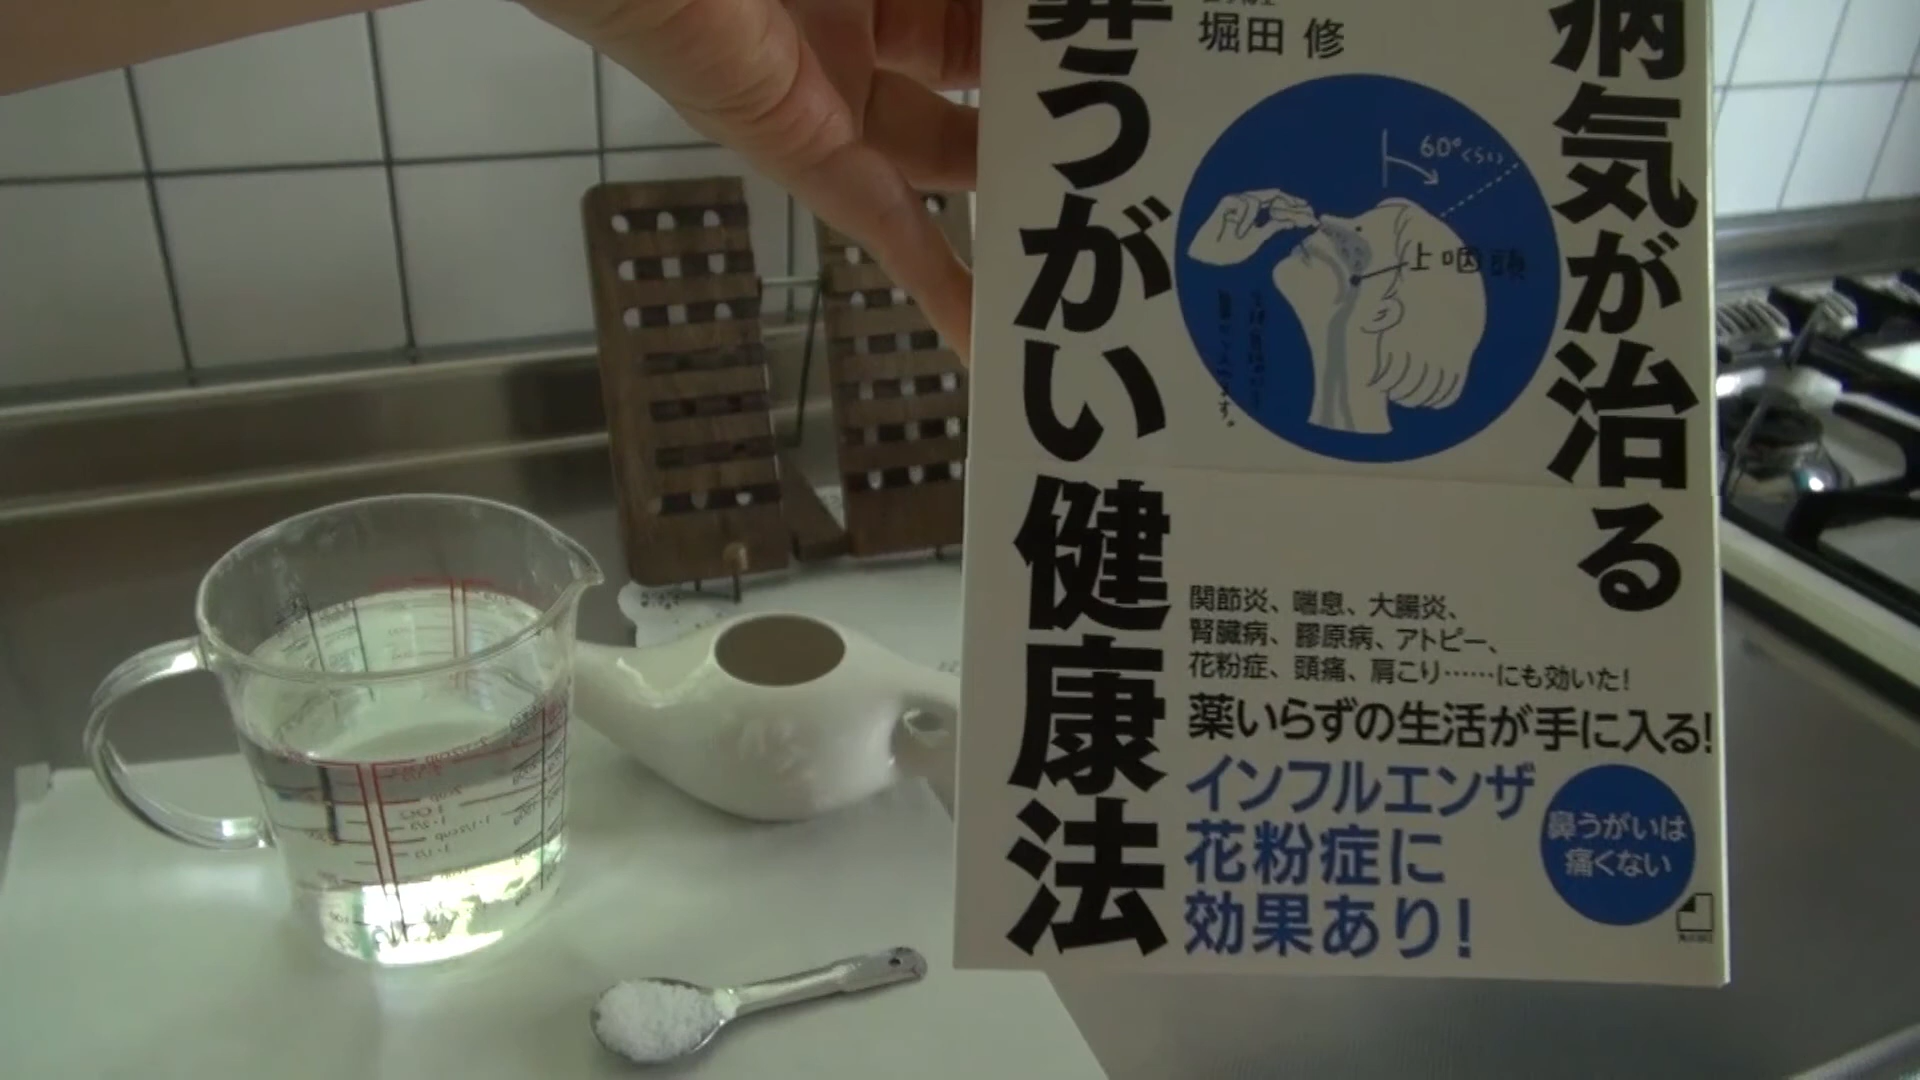 病気が治る
鼻うがい健康法
堀田 修
60°くらい
上咽頭
関節炎、喘息、大腸炎、
腎臓病、膠原病、アトピー、
花粉症、頭痛、肩こり……にも効いた!
薬いらずの生活が手に入る!
インフルエンザ
花粉症に
効果あり!
鼻うがいは
痛くない